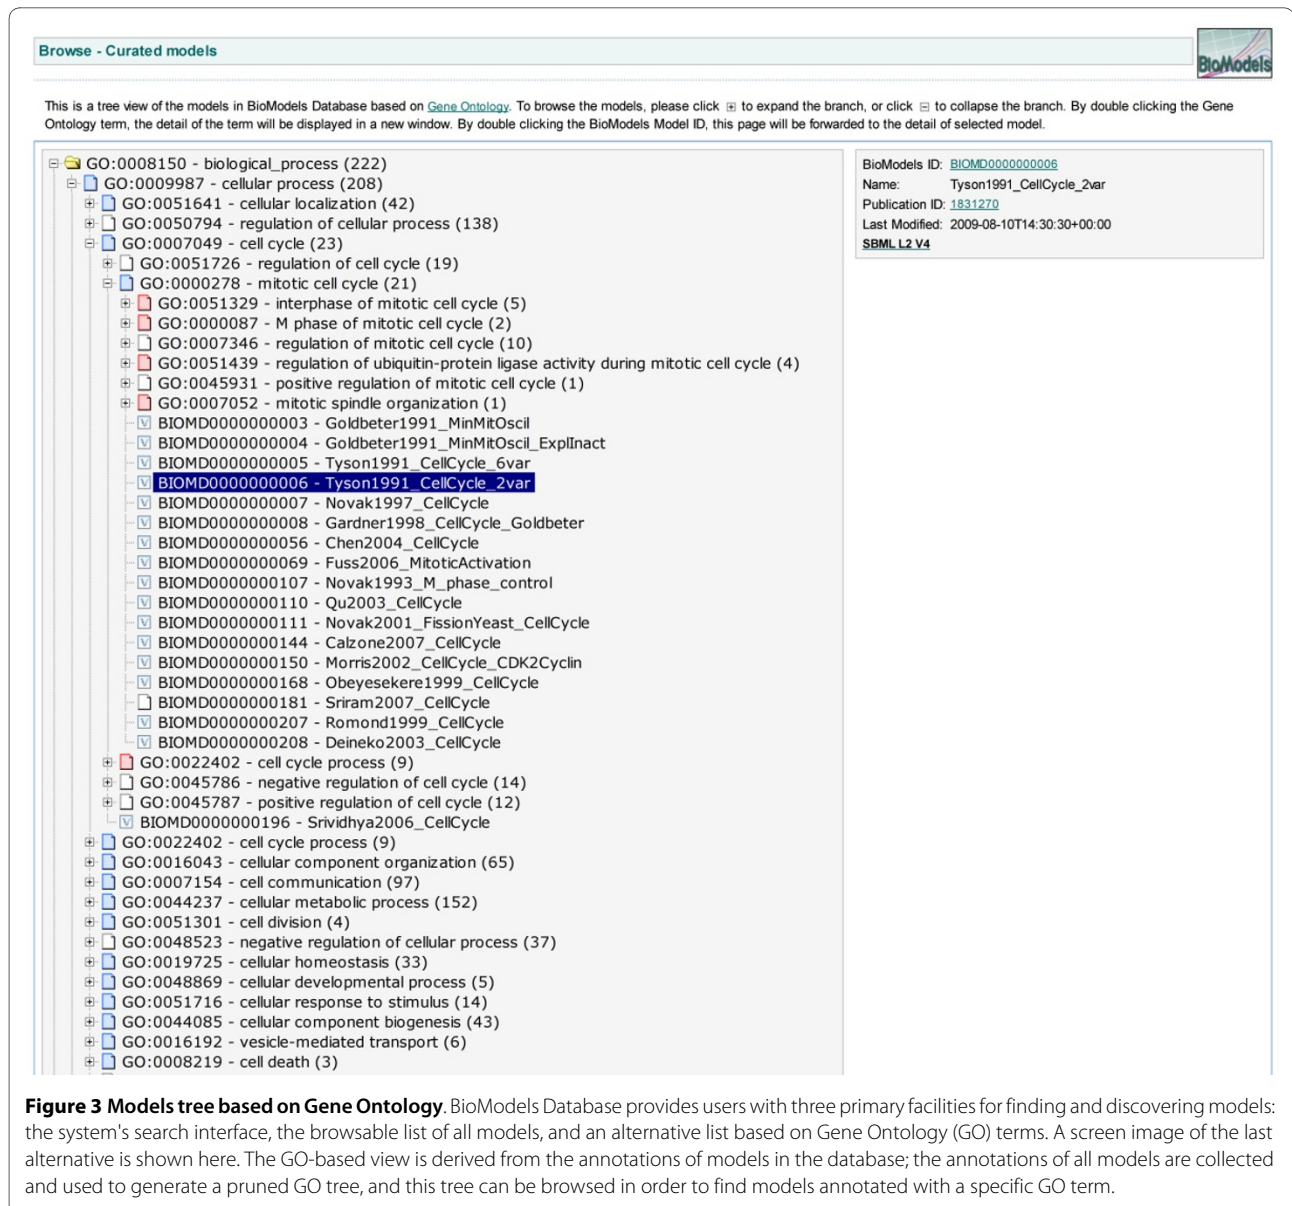 Browse - Curated models
BioModels
This is a tree view of the models in BioModels Database based on Gene Ontology. To browse the models, please click to expand the branch, or click to collapse the branch. By double clicking the Gene
Ontology term, the detail of the term will be displayed in a new window. By double clicking the BioModels Model ID, this page will be forwarded to the detail of selected model.
GO:0008150 - biological_process (222)
GO:0009987 - cellular process (208)
GO:0051641 - cellular localization (42)
GO:0050794 - regulation of cellular process (138)
GO:0007049 - cell cycle (23)
GO:0051726 - regulation of cell cycle (19)
GO:0000278 - mitotic cell cycle (21)
GO:0051329 - interphase of mitotic cell cycle (5)
GO:0000087 - M phase of mitotic cell cycle (2)
GO:0007346 - regulation of mitotic cell cycle (10)
GO:0051439 - regulation of ubiquitin-protein ligase activity during mitotic cell cycle (4)
GO:0045931 - positive regulation of mitotic cell cycle (1)
GO:0007052 - mitotic spindle organization (1)
BIOMD0000000003 - Goldbeter1991_MinMitOscil
BIOMD0000000004 - Goldbeter1991_MinMitOscil_ExplInact
BIOMD0000000005 - Tyson1991_CellCycle_6var
BIOMD0000000006 - Tyson1991_CellCycle_2var
BIOMD0000000007 - Novak1997_CellCycle
BIOMD0000000008 - Gardner1998_CellCycle_Goldbeter
BIOMD0000000056 - Chen2004_CellCycle
BIOMD0000000069 - Fuss2006_MitoticActivation
BIOMD0000000107 - Novak1993_M_phase_control
BIOMD0000000110 - Qu2003_CellCycle
BIOMD0000000111 - Novak2001_FissionYeast_CellCycle
BIOMD0000000144 - Calzone2007_CellCycle
BIOMD0000000150 - Morris2002_CellCycle_CDK2Cyclin
BIOMD0000000168 - Obeyesekere1999_CellCycle
BIOMD0000000181 - Sriram2007_CellCycle
BIOMD0000000207 - Romond1999_CellCycle
BIOMD0000000208 - Deineko2003_CellCycle
GO:0022402 - cell cycle process (9)
GO:0045786 - negative regulation of cell cycle (14)
GO:0045787 - positive regulation of cell cycle (12)
BIOMD0000000196 - Srividhya2006_CellCycle
GO:0022402 - cell cycle process (9)
GO:0016043 - cellular component organization (65)
GO:0007154 - cell communication (97)
GO:0044237 - cellular metabolic process (152)
GO:0051301 - cell division (4)
GO:0048523 - negative regulation of cellular process (37)
GO:0019725 - cellular homeostasis (33)
GO:0048869 - cellular developmental process (5)
GO:0051716 - cellular response to stimulus (14)
GO:0044085 - cellular component biogenesis (43)
GO:0016192 - vesicle-mediated transport (6)
GO:0008219 - cell death (3)
BioModels ID: BIOMD0000000006
Name: Tyson1991_CellCycle_2var
Publication ID: 1831270
Last Modified: 2009-08-10T14:30:30+00:00
SBML L2 V4
Figure 3 Models tree based on Gene Ontology. BioModels Database provides users with three primary facilities for finding and discovering models:
the system's search interface, the browsable list of all models, and an alternative list based on Gene Ontology (GO) terms. A screen image of the last
alternative is shown here. The GO-based view is derived from the annotations of models in the database; the annotations of all models are collected
and used to generate a pruned GO tree, and this tree can be browsed in order to find models annotated with a specific GO term.